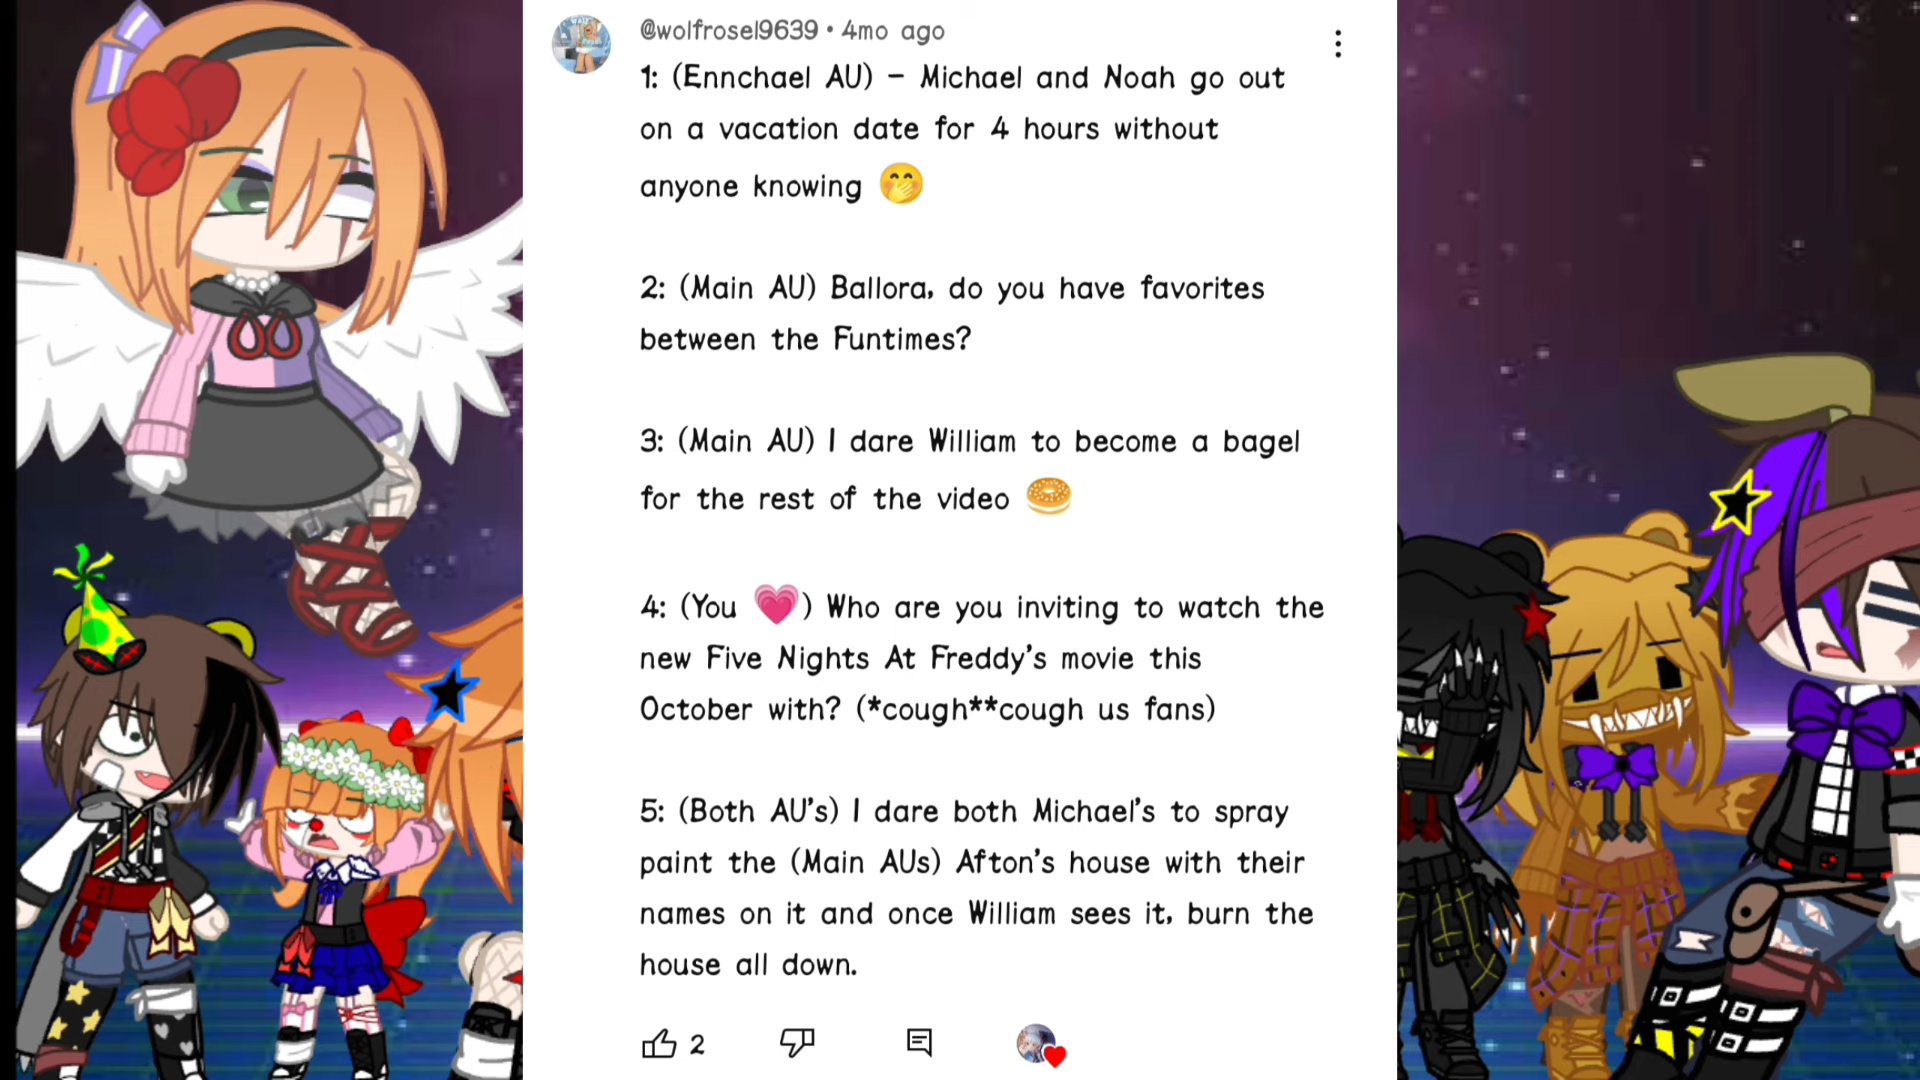 @wolfrosel9639 • 4mo ago
1: (Ennchael AU) – Michael and Noah go out
on a vacation date for 4 hours without
anyone knowing 🤭
2: (Main AU) Ballora, do you have favorites
between the Funtimes?
3: (Main AU) I dare William to become a bagel
for the rest of the video 🥯
4: (You 💗) Who are you inviting to watch the
new Five Nights At Freddy's movie this
October with? (*cough**cough us fans)
5: (Both AU's) I dare both Michael's to spray
paint the (Main AUs) Afton's house with their
names on it and once William sees it, burn the
house all down.
2